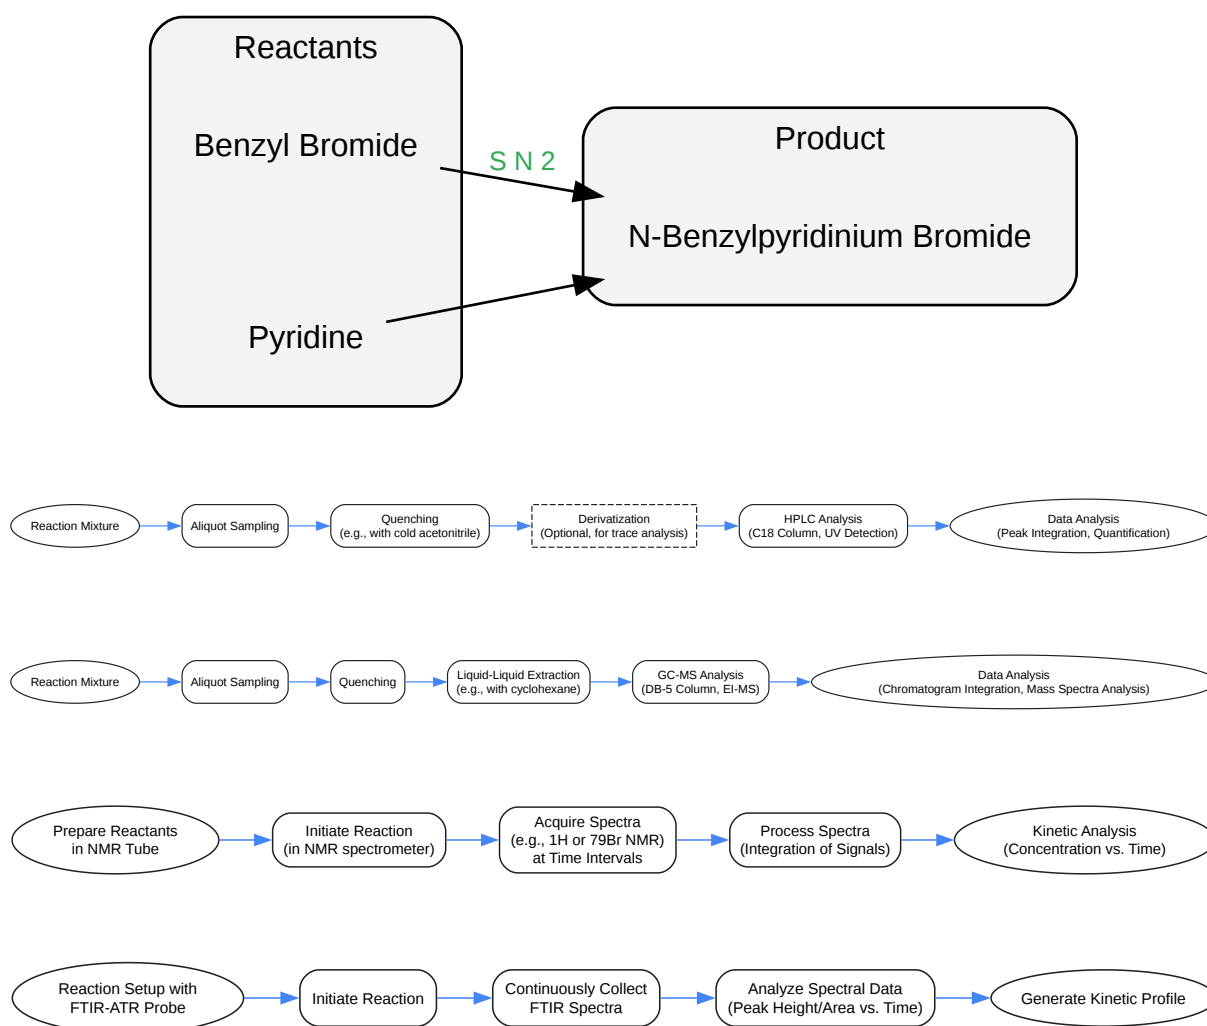 Reactants
Benzyl Bromide
Pyridine
S N 2
Product
N-Benzylpyridinium Bromide
Reaction Mixture
Aliquot Sampling
Quenching
(e.g., with cold acetonitrile)
Derivatization
(Optional, for trace analysis)
HPLC Analysis
(C18 Column, UV Detection)
Data Analysis
(Peak Integration, Quantification)
Reaction Mixture
Aliquot Sampling
Quenching
Liquid-Liquid Extraction
(e.g., with cyclohexane)
GC-MS Analysis
(DB-5 Column, EI-MS)
Data Analysis
(Chromatogram Integration, Mass Spectra Analysis)
Prepare Reactants
in NMR Tube
Initiate Reaction
(in NMR spectrometer)
Acquire Spectra
(e.g., 1H or 79Br NMR)
at Time Intervals
Process Spectra
(Integration of Signals)
Kinetic Analysis
(Concentration vs. Time)
Reaction Setup with
FTIR-ATR Probe
Initiate Reaction
Continuously Collect
FTIR Spectra
Analyze Spectral Data
(Peak Height/Area vs. Time)
Generate Kinetic Profile